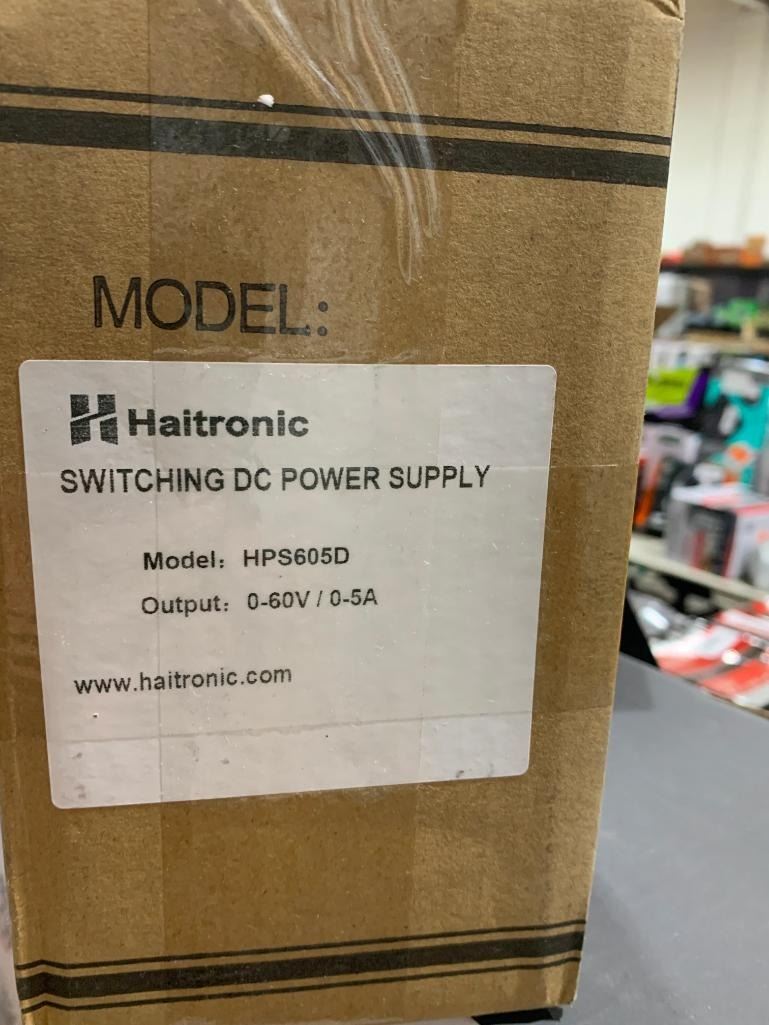 MODEL:
Haitronic
SWITCHING DC POWER SUPPLY
Model: HPS605D
Output: 0-60V / 0-5A
www.haitronic.com